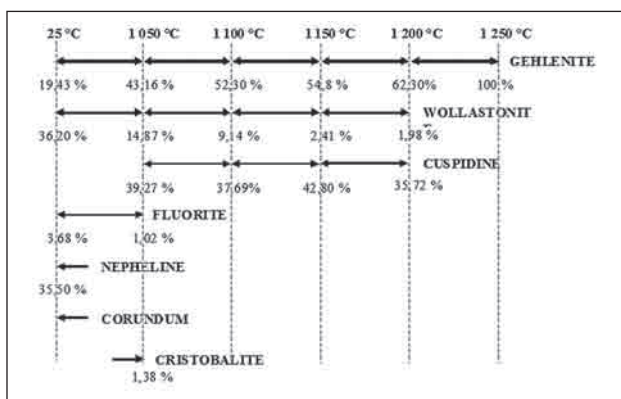 25 °C 1 050 °C 1 100 °C 1 150 °C 1 200 °C 1 250 °C
GEHLENITE
19,43 % 43,16 % 52,30 % 54,8 % 62,30% 100 %
WOLLASTONIT
36,20 % 14,87 % 9,14 % 2,41 % 1,98 %
CUSPIDINE
39,27 % 37,69% 42,80 % 35,72 %
FLUORITE
3,68 % 1,02 %
NEPHELINE
35,50 %
CORUNDUM
CRISTOBALITE
1,38 %